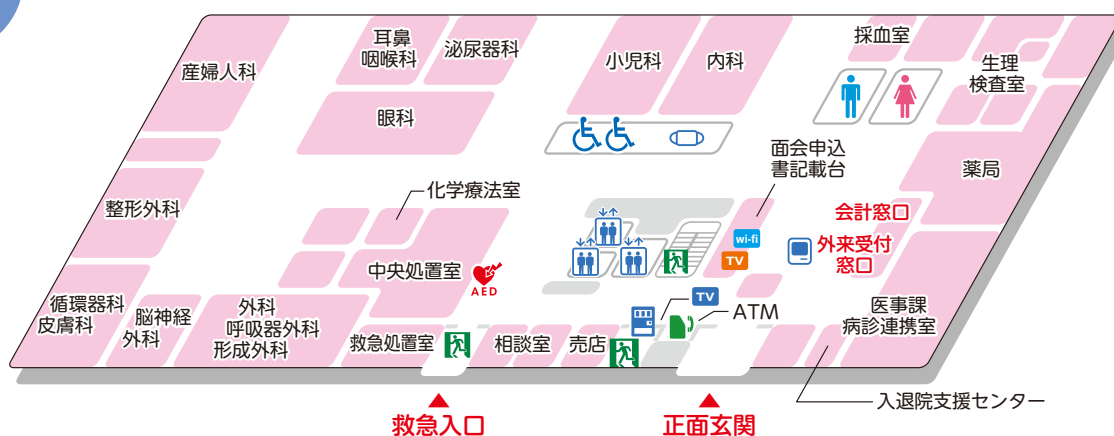 産婦人科
耳鼻
咽喉科
泌尿器科
小児科
内科
採血室
生理
検査室
眼科
面会申込
書記載台
薬局
整形外科
化学療法室
会計窓口
wi-fi
TV
外来受付
窓口
中央処置室
AED
循環器科
皮膚科
脳神経
外科
外科
呼吸器外科
形成外科
救急処置室
相談室
売店
TV
ATM
医事課
病診連携室
入退院支援センター
救急入口
正面玄関